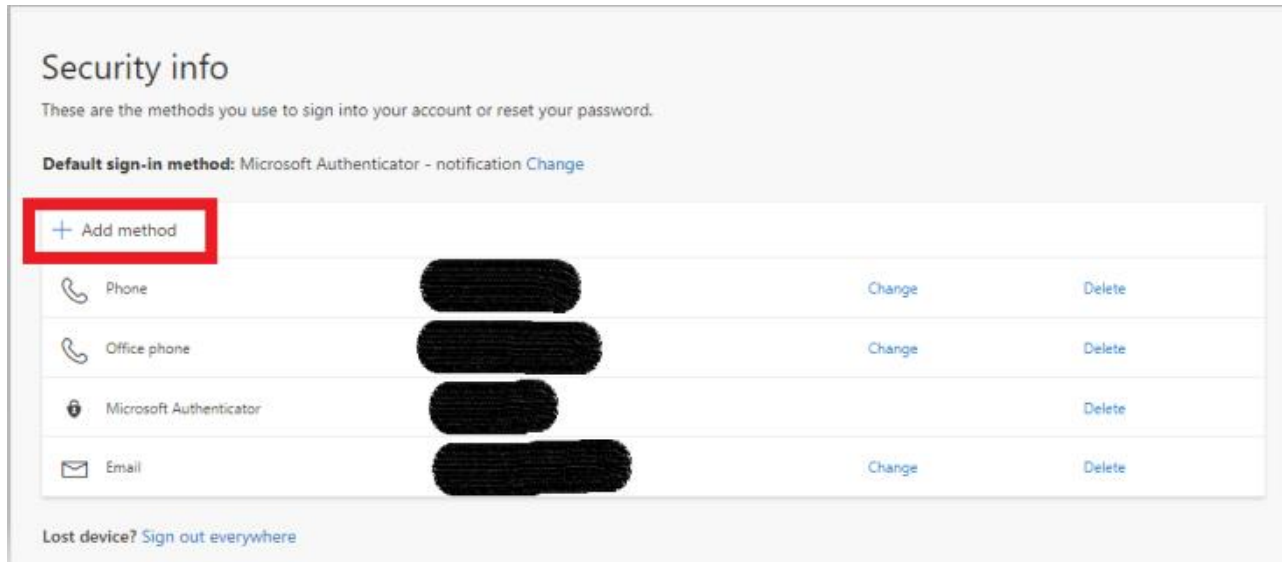 Security info
These are the methods you use to sign into your account or reset your password.
Default sign-in method: Microsoft Authenticator - notification Change
+ Add method
Phone Change Delete
Office phone Change Delete
Microsoft Authenticator Delete
Email Change Delete
Lost device? Sign out everywhere